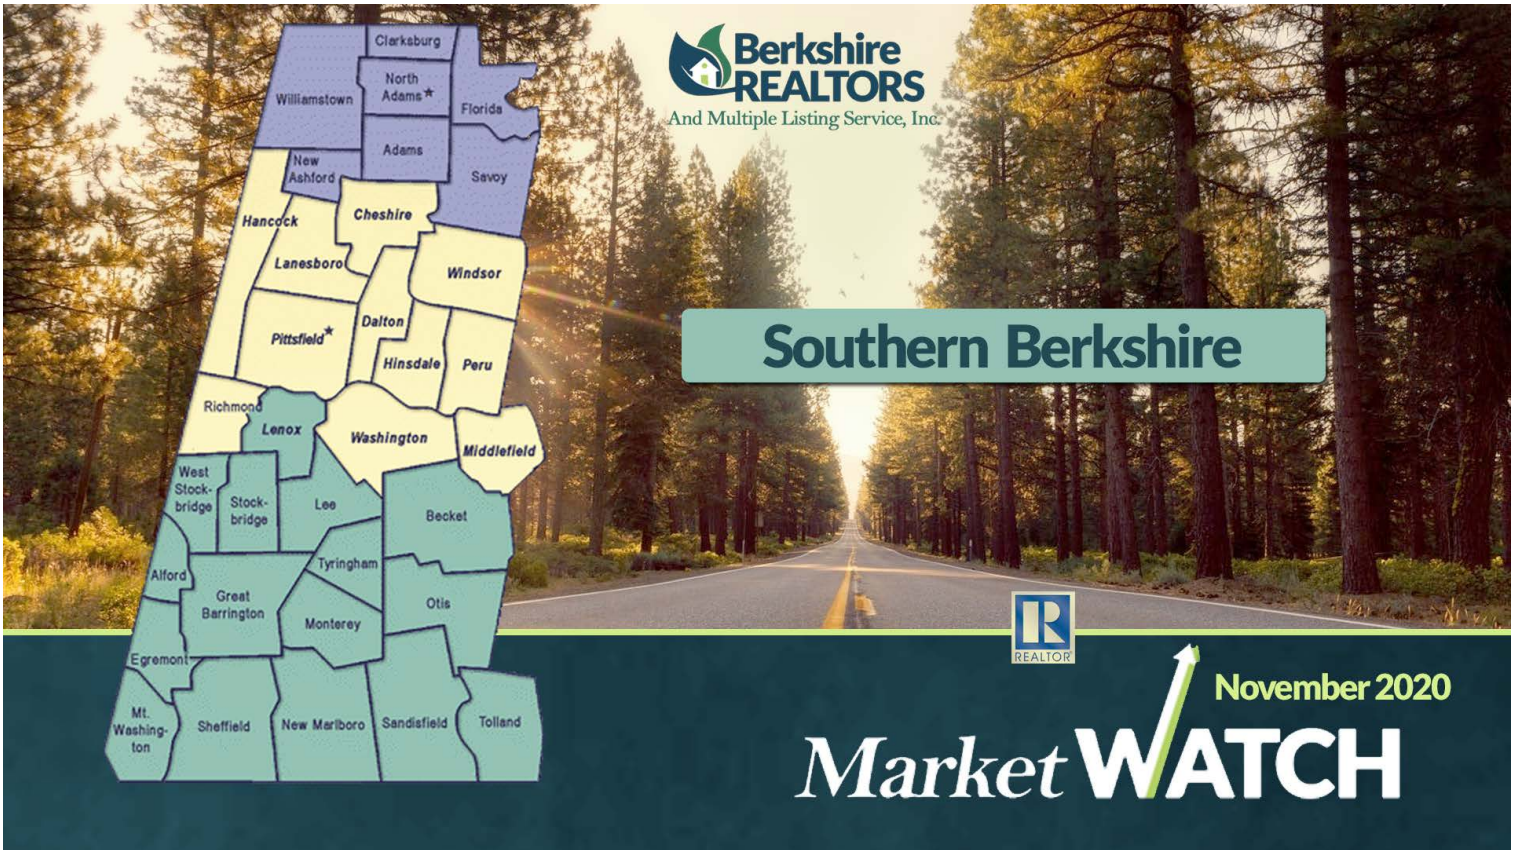 Clarksburg
North
Adams
Williamstown
Florida
Adams
New
Ashford
Savoy
Cheshire
Hancock
Lanesboro
Windsor
Dalton
Pittsfield
Hinsdale
Peru
Richmond
Lenox
Washington
Middlefield
West
Stock-
bridge
Stock-
bridge
Lee
Becket
Tyringham
Alford
Great
Barrington
Otis
Monterey
Egremont
Mt.
Washing-
ton
Sheffield
New Marlboro
Sandisfield
Tolland
Berkshire
REALTORS
And Multiple Listing Service, Inc.
Southern Berkshire
R
REALTOR®
November 2020
Market WATCH